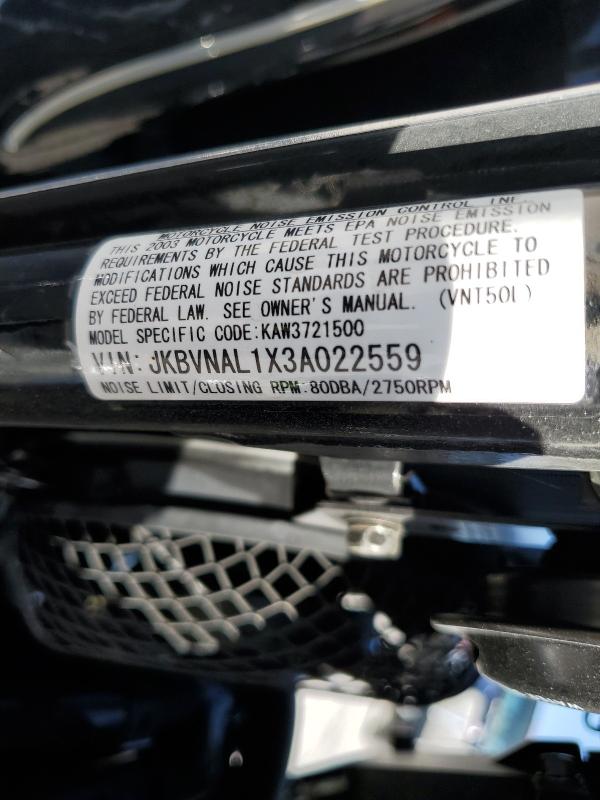 MOTORCYCLE NOISE EMISSION CONTROL INF.
THIS 2003 MOTORCYCLE MEETS EPA NOISE EMISSION
REQUIREMENTS BY THE FEDERAL TEST PROCEDURE.
MODIFICATIONS WHICH CAUSE THIS MOTORCYCLE TO
EXCEED FEDERAL NOISE STANDARDS ARE PROHIBITED
BY FEDERAL LAW. SEE OWNER'S MANUAL. (VNT50L)
MODEL SPECIFIC CODE:KAW3721500
VIN: JKBVNAL1X3A022559
NOISE LIMIT/CLOSING RPM:80DBA/2750RPM